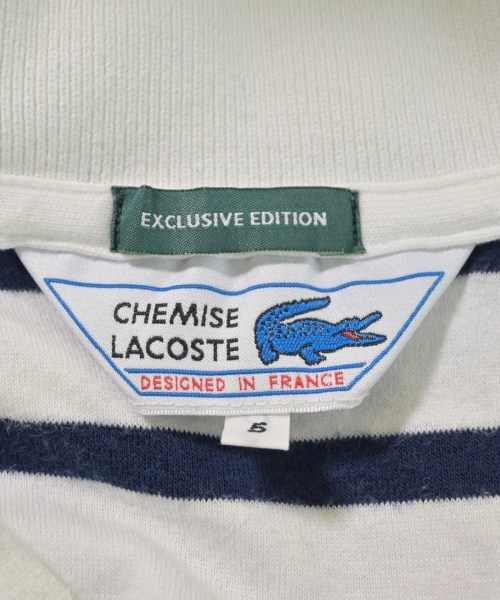 EXCLUSIVE EDITION
CHEMISE
LACOSTE
DESIGNED IN FRANCE
5